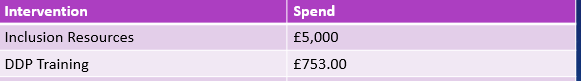 Intervention Spend
Inclusion Resources £5,000
DDP Training £753.00